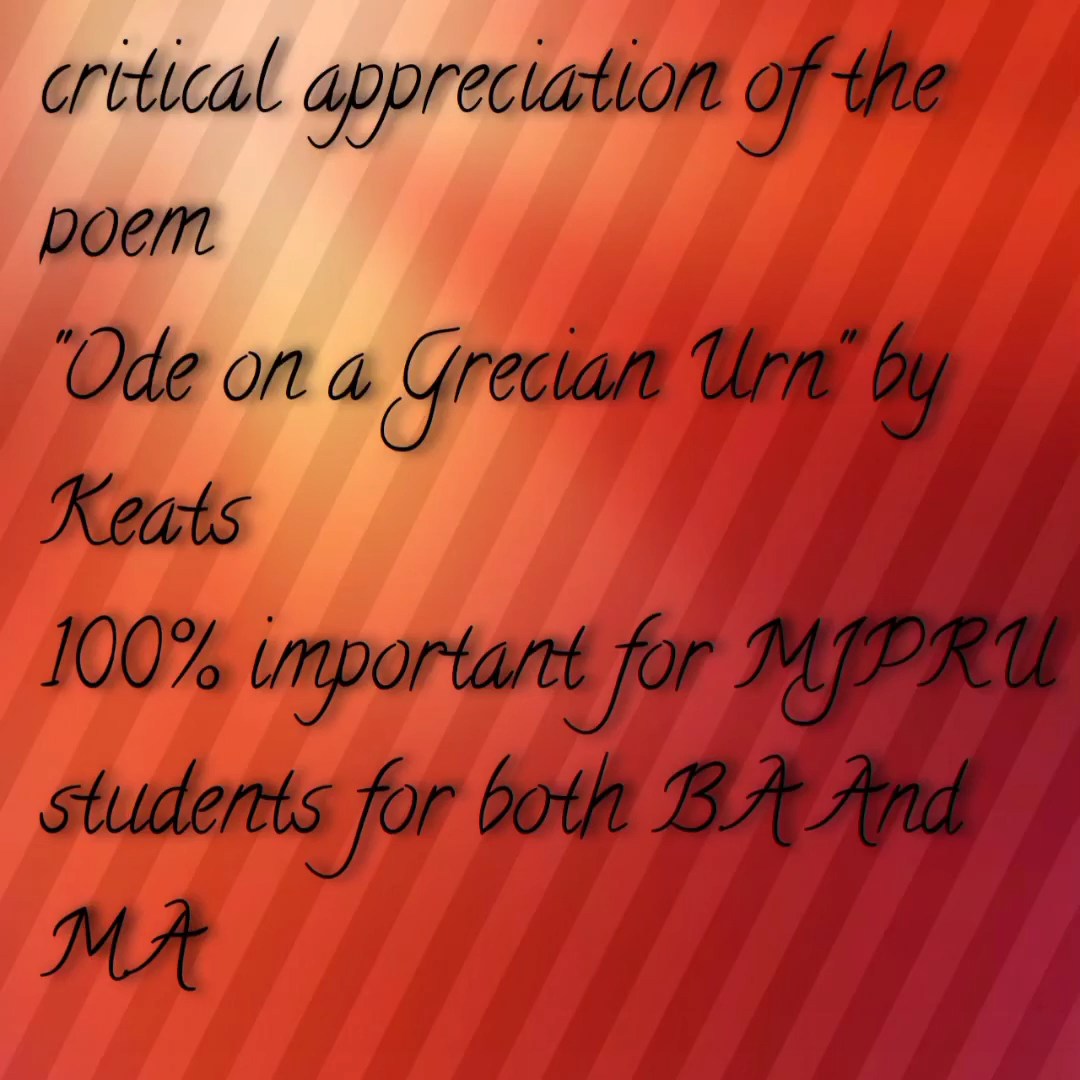 critical appreciation of the
poem
"Ode on a Grecian Urn" by
Keats
100% important for MJPRU
students for both BA And
MA